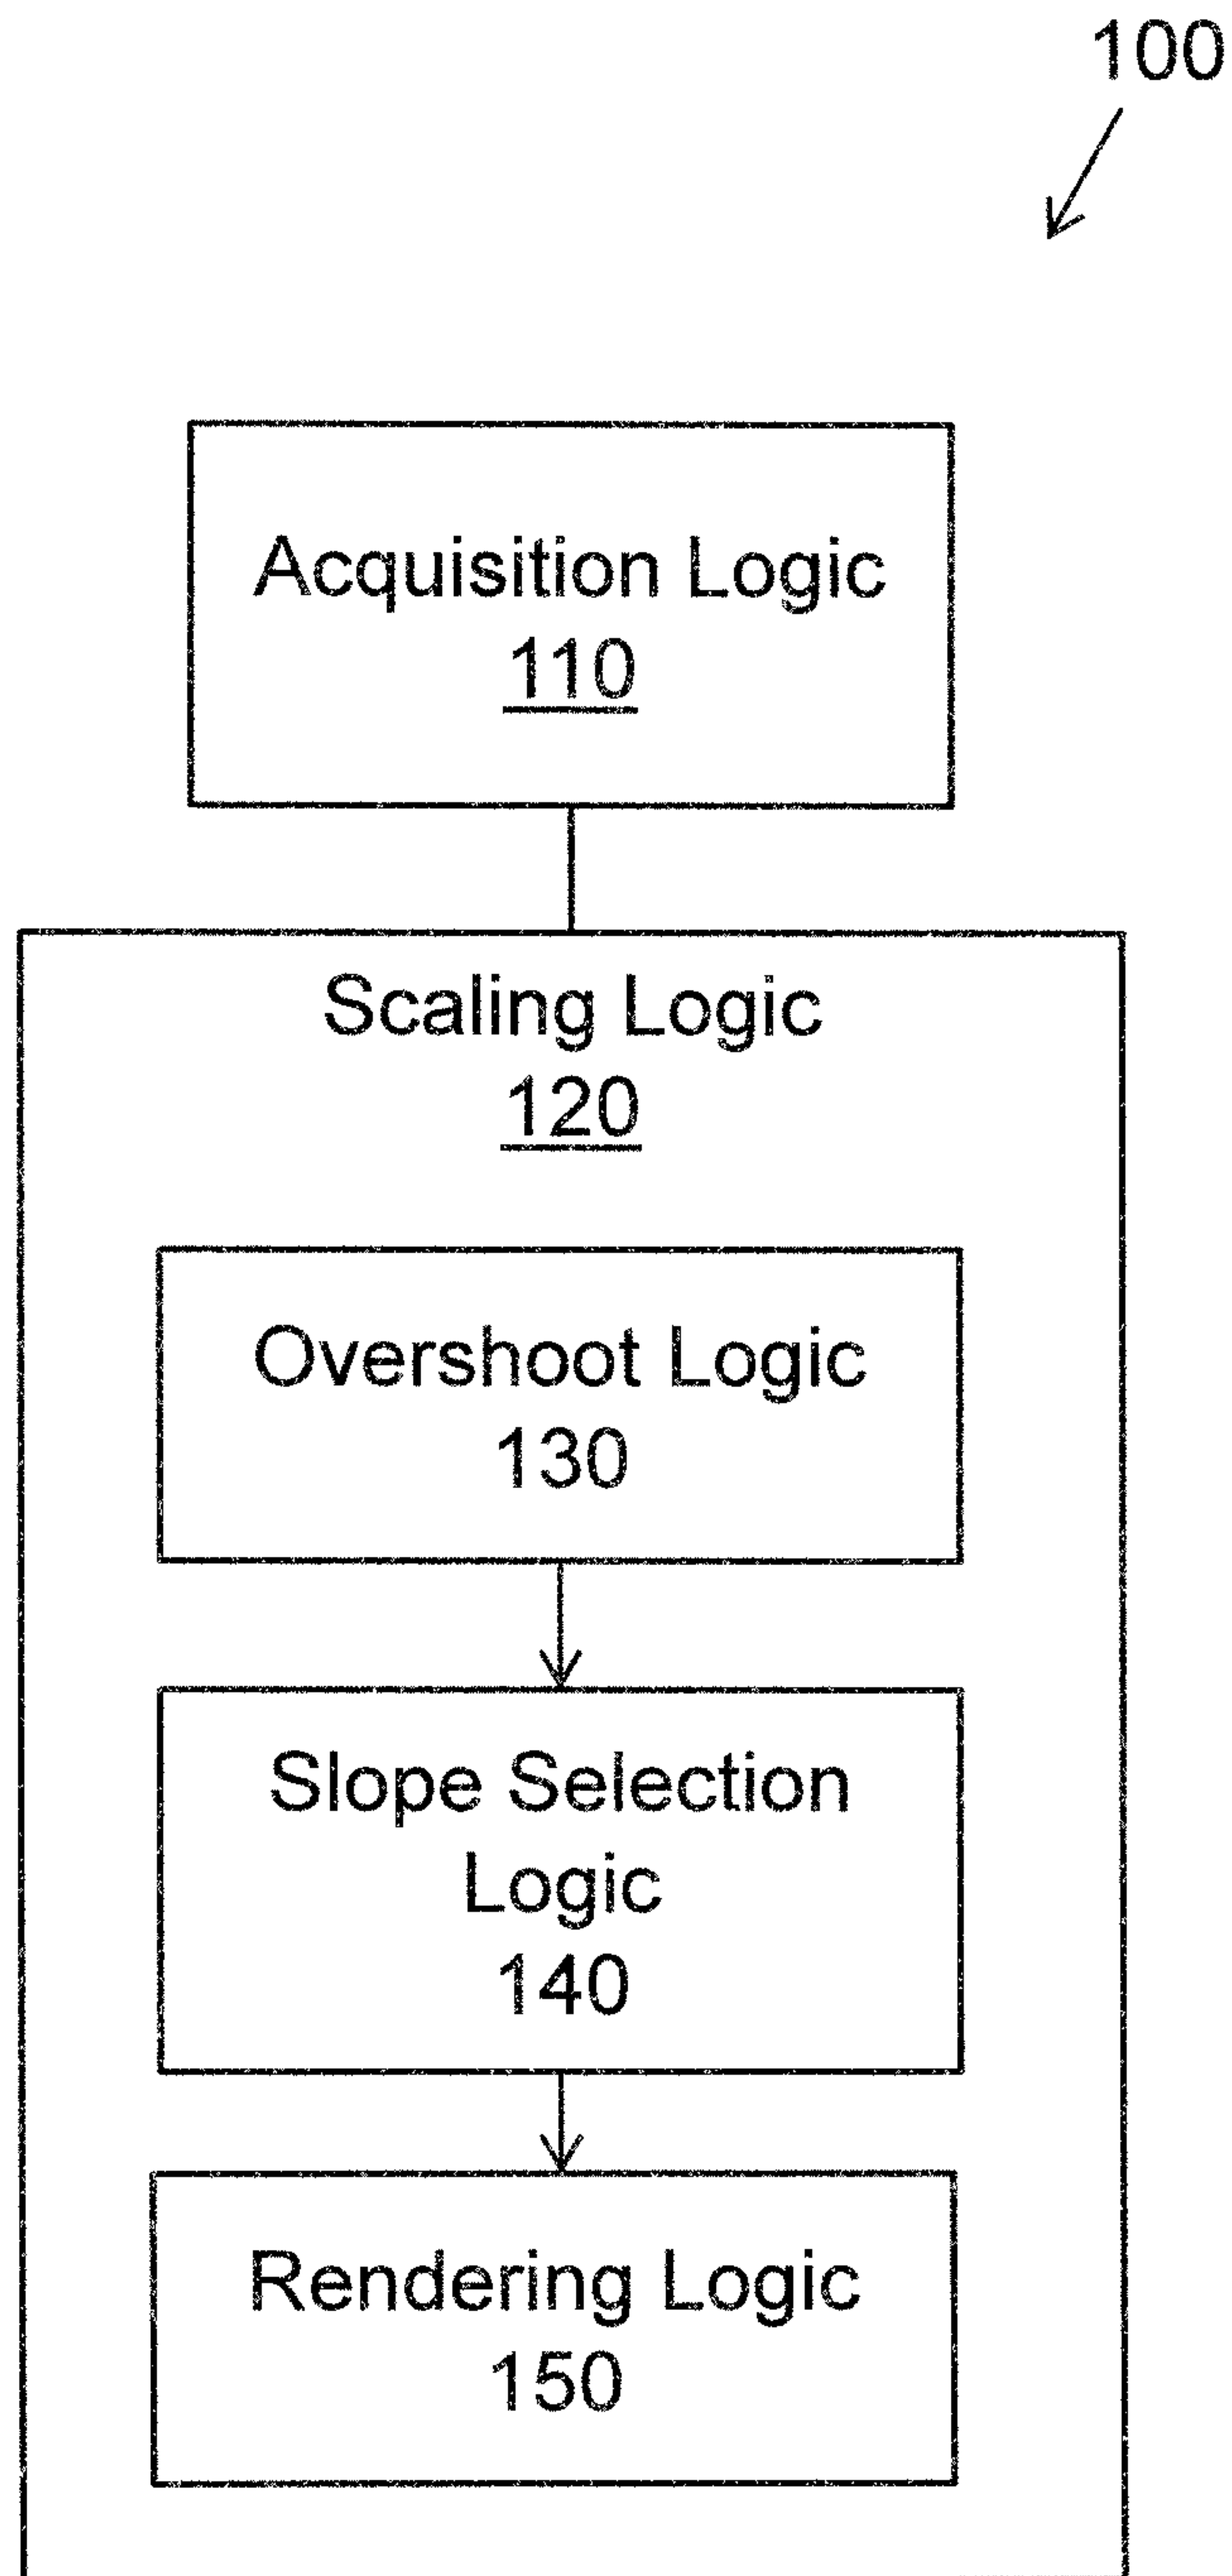 100
Acquisition Logic
110
Scaling Logic
120
Overshoot Logic
130
Slope Selection
Logic
140
Rendering Logic
150